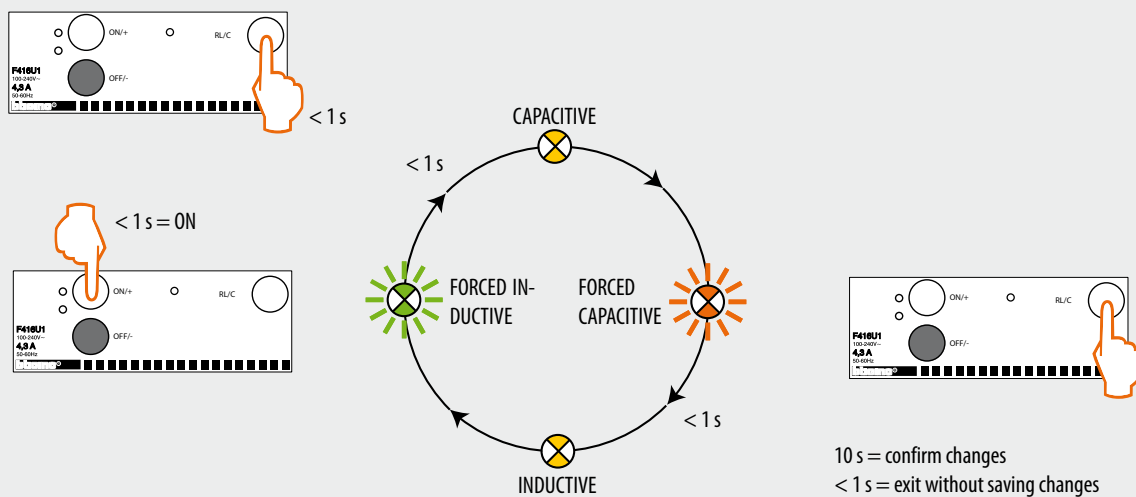 ON/+
RL/C
OFF/-
F416U1
100-240V~
4,3 A
50-60Hz
< 1 s
CAPACITIVE
< 1 s
< 1 s = ON
ON/+
RL/C
OFF/-
F416U1
100-240V~
4,3 A
50-60Hz
FORCED IN-
DUCTIVE
FORCED
CAPACITIVE
< 1 s
INDUCTIVE
ON/+
RL/C
OFF/-
F416U1
100-240V~
4,3 A
50-60Hz
10 s = confirm changes
< 1 s = exit without saving changes